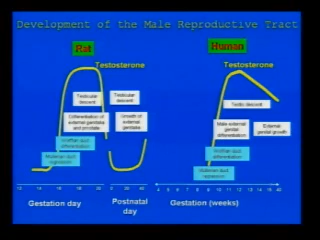 Development of the Male Reproductive Tract
Rat
Human
Testosterone
Testosterone
Testicular
descent
Testicular
descent
Testis descent
Differentiation of
external genitalia
and prostate
Growth of
external
genitalia
Male external
genital
differentiation
External
genital growth
Wolffian duct
differentiation
Wolffian duct
differentiation
Mullerian duct
regression
Mullerian duct
regression
Gestation day
Postnatal
day
Gestation (weeks)